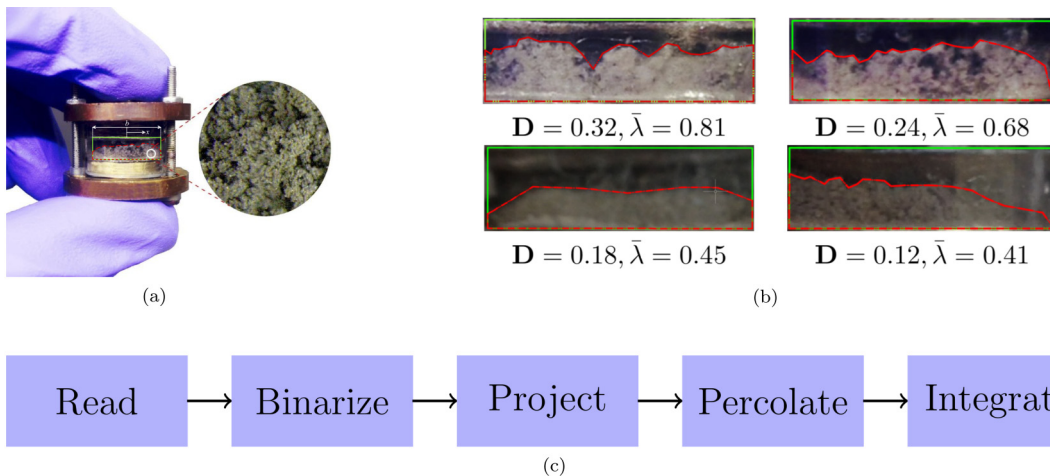 b
x
(a)
D = 0.32, λ̄ = 0.81
D = 0.24, λ̄ = 0.68
D = 0.18, λ̄ = 0.45
D = 0.12, λ̄ = 0.41
(b)
Read
Binarize
Project
Percolate
Integrat
(c)